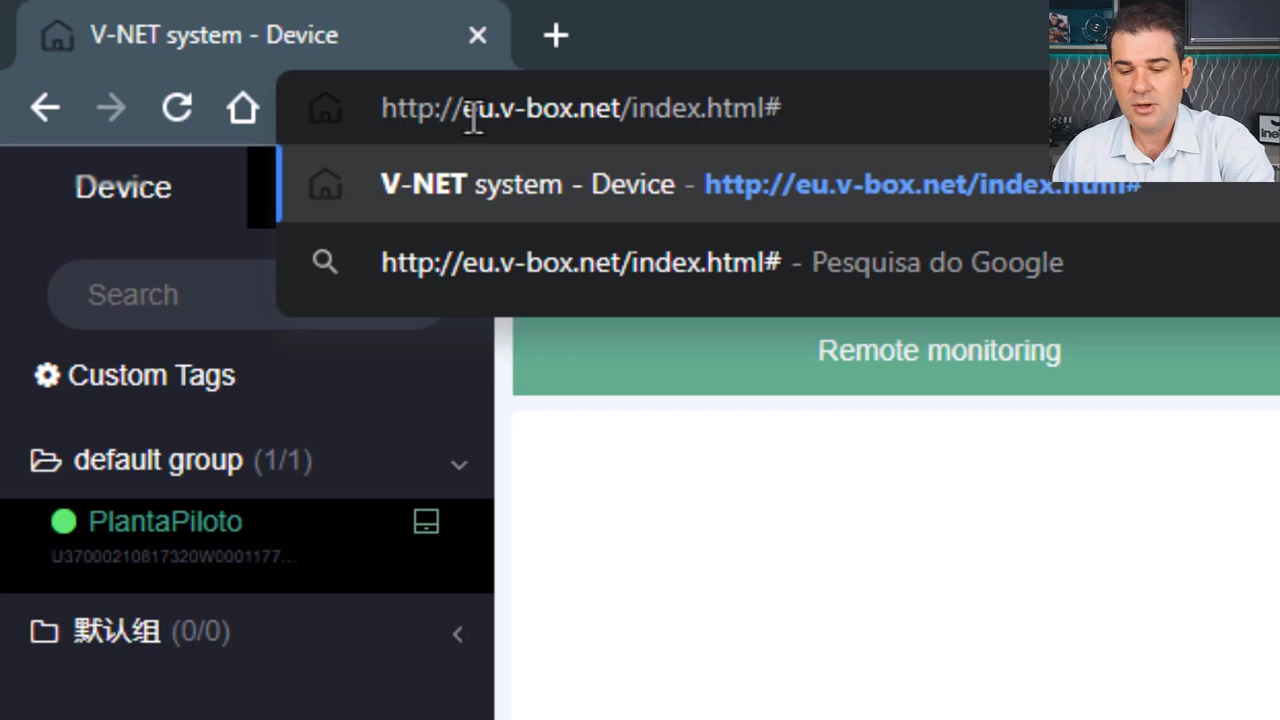 V-NET system - Device
http://eu.v-box.net/index.html#
V-NET system - Device - http://eu.v-box.net/index.html#
http://eu.v-box.net/index.html# - Pesquisa do Google
Device
Search
Custom Tags
default group (1/1)
PlantaPiloto
U37000210817320W0001177...
默认组 (0/0)
Remote monitoring